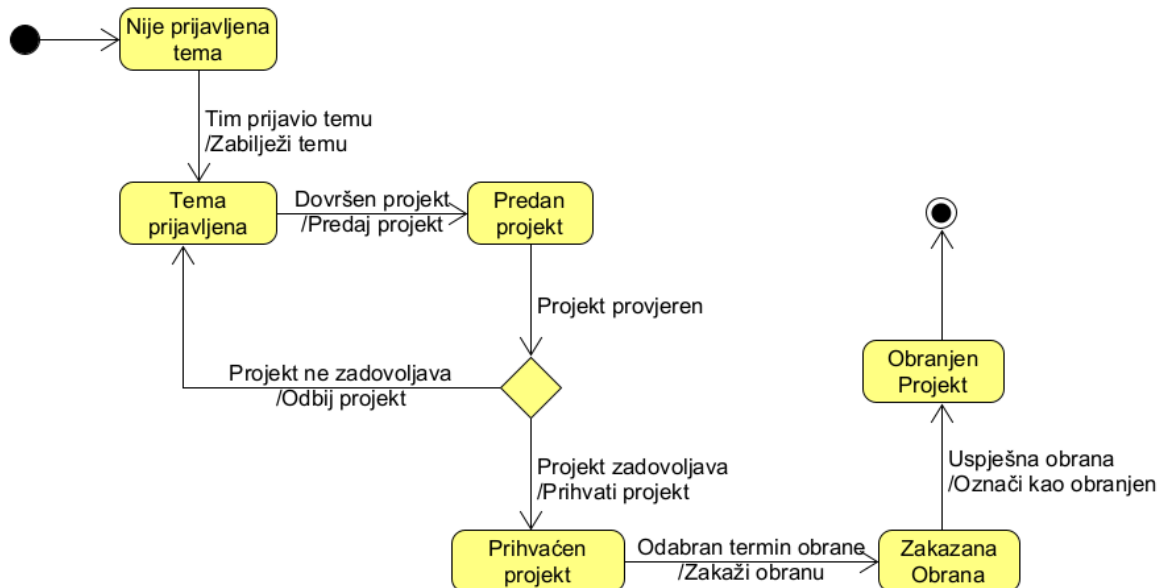 Nije prijavljena
tema
Tim prijavio temu
/Zabilježi temu
Tema
prijavljena
Dovršen projekt
/Predaj projekt
Predan
projekt
Projekt provjeren
Projekt ne zadovoljava
/Odbij projekt
Projekt zadovoljava
/Prihvati projekt
Prihvaćen
projekt
Odabran termin obrane
/Zakaži obranu
Zakazana
Obrana
Uspješna obrana
/Označi kao obranjen
Obranjen
Projekt